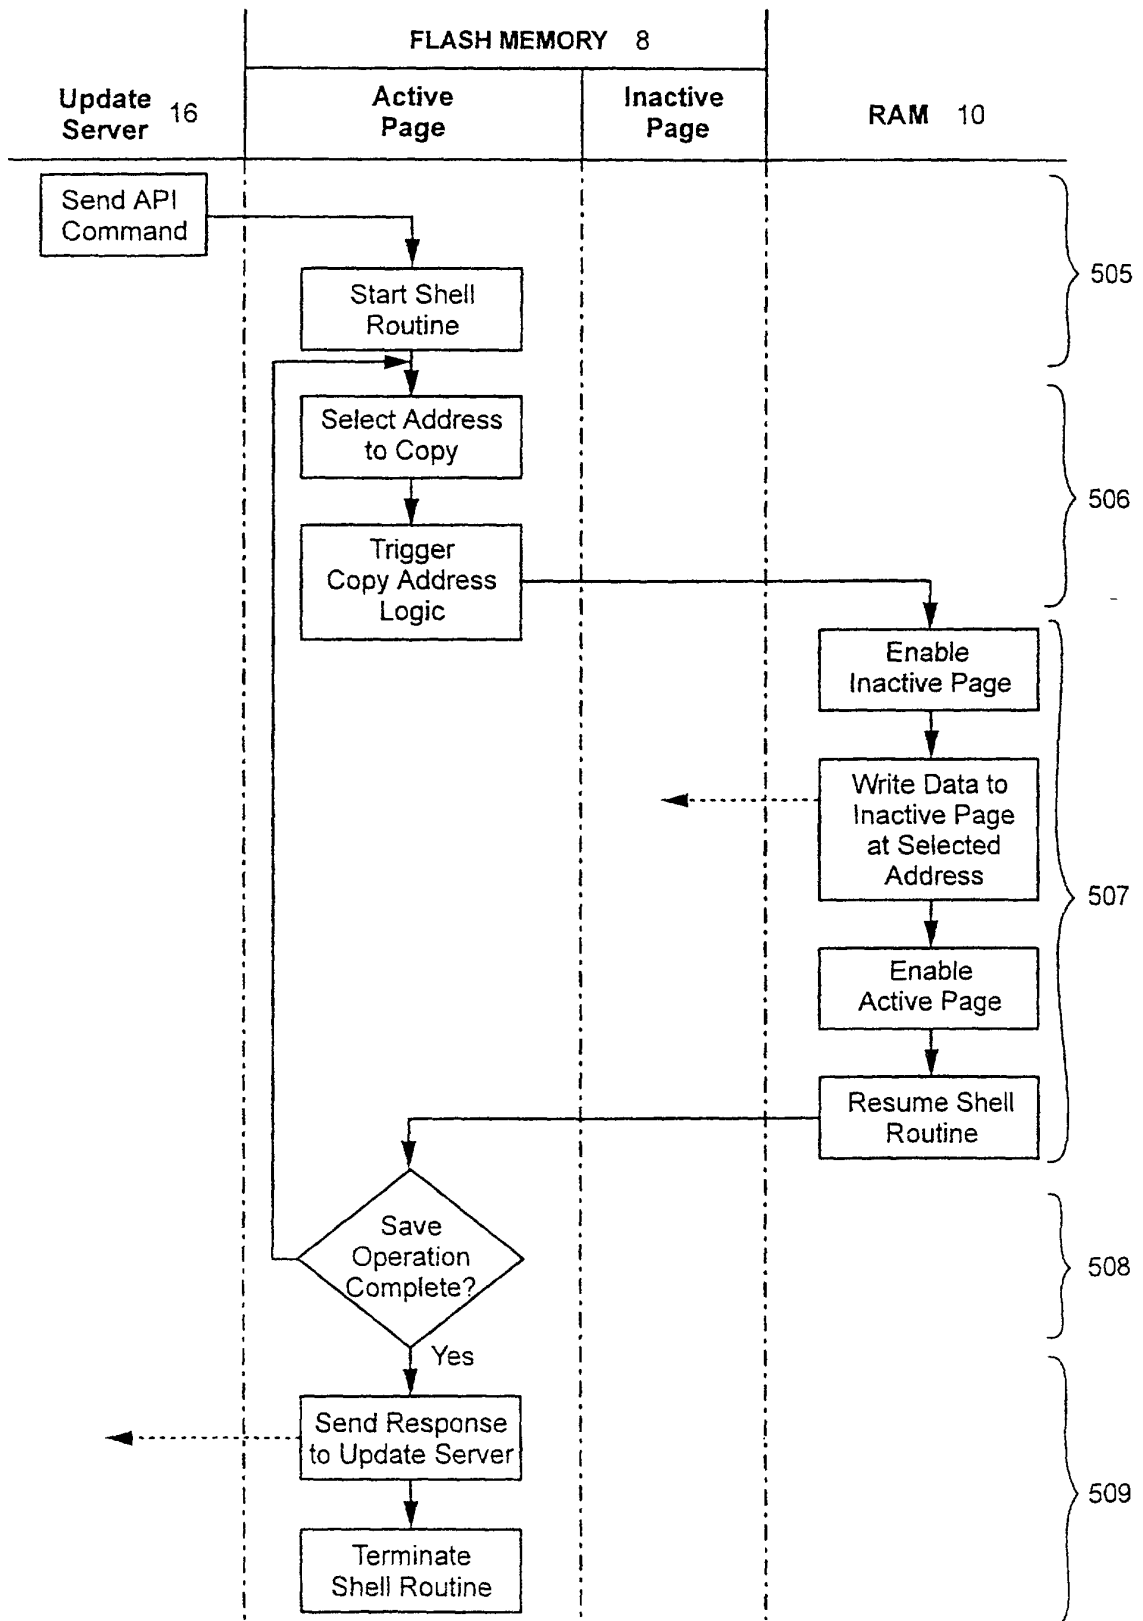 FLASH MEMORY 8
Update
Server 16
Active
Page
Inactive
Page
RAM 10
Send API
Command
Start Shell
Routine
505
Select Address
to Copy
506
Trigger
Copy Address
Logic
Enable
Inactive Page
Write Data to
Inactive Page
at Selected
Address
507
Enable
Active Page
Resume Shell
Routine
Save
Operation
Complete?
508
Yes
Send Response
to Update Server
509
Terminate
Shell Routine